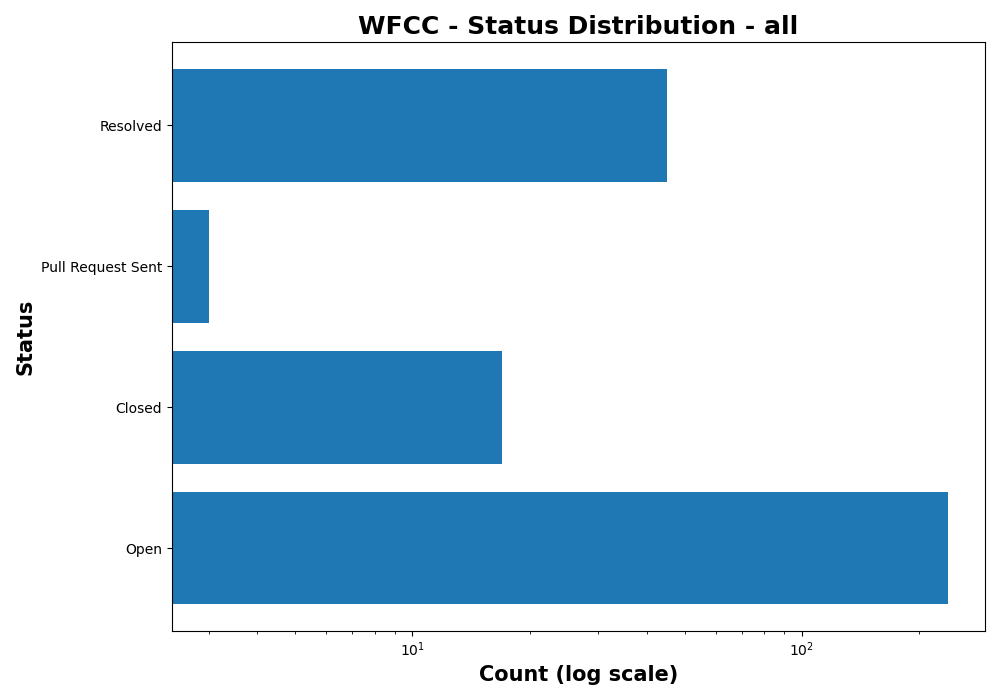 WFCC - Status Distribution - all
Resolved
Pull Request Sent
Closed
Open
Status
10¹
10²
Count (log scale)